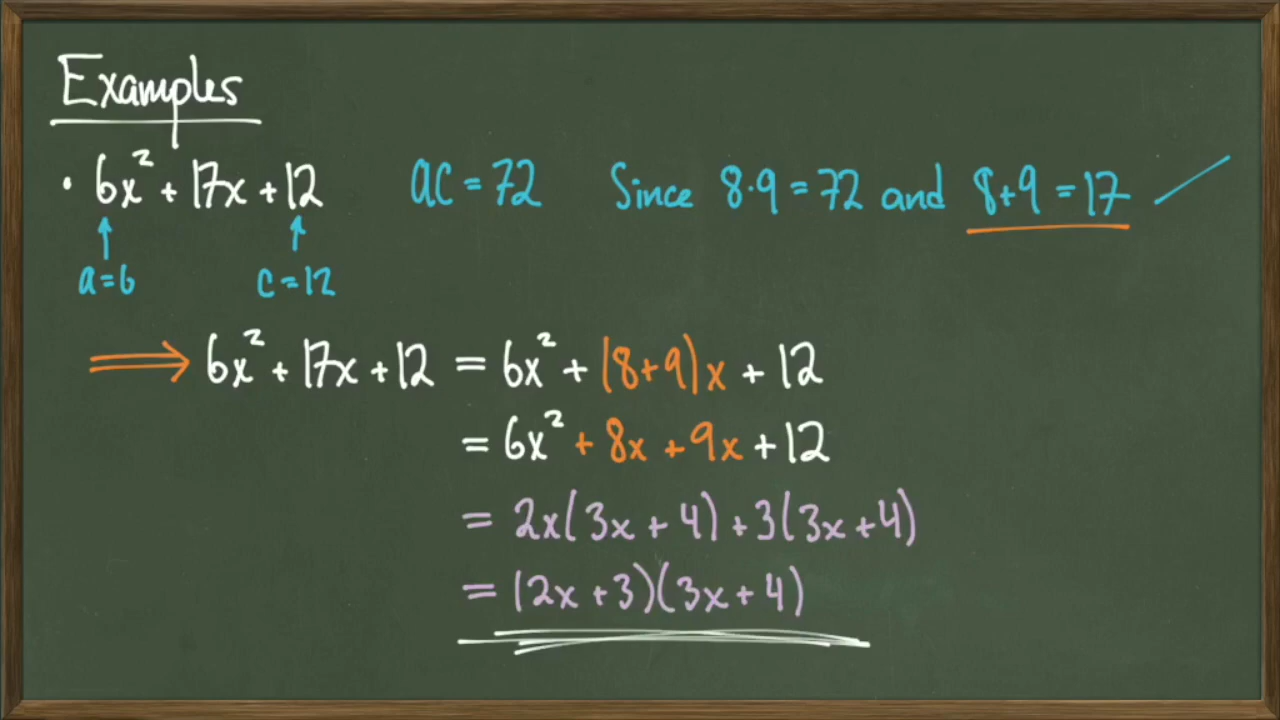 Examples
• 6x² + 17x + 12 ac = 72 Since 8·9 = 72 and 8+9 = 17
a = 6 c = 12
⟹ 6x² + 17x + 12 = 6x² + (8+9)x + 12
= 6x² + 8x + 9x + 12
= 2x(3x + 4) + 3(3x + 4)
= (2x + 3)(3x + 4)